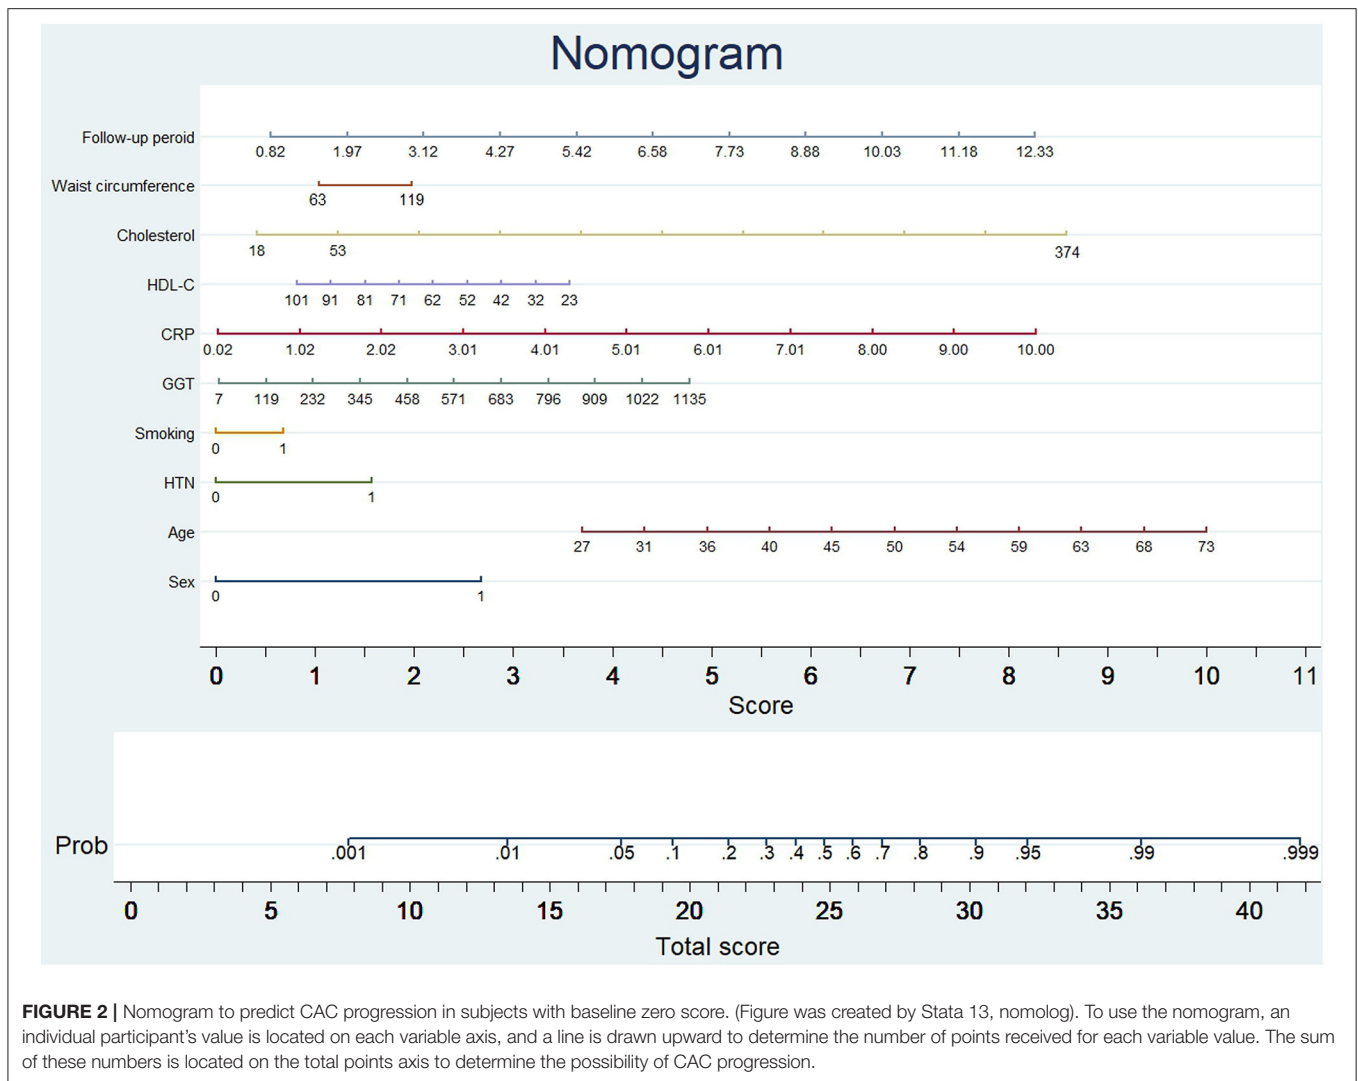 Nomogram
Follow-up peroid
0.82 1.97 3.12 4.27 5.42 6.58 7.73 8.88 10.03 11.18 12.33
Waist circumference
63 119
Cholesterol
18 53 374
HDL-C
101 91 81 71 62 52 42 32 23
CRP
0.02 1.02 2.02 3.01 4.01 5.01 6.01 7.01 8.00 9.00 10.00
GGT
7 119 232 345 458 571 683 796 909 1022 1135
Smoking
0 1
HTN
0 1
Age
27 31 36 40 45 50 54 59 63 68 73
Sex
0 1
0 1 2 3 4 5 6 7 8 9 10 11
Score
Prob
.001 .01 .05 .1 .2 .3 .4 .5 .6 .7 .8 .9 .95 .99 .999
0 5 10 15 20 25 30 35 40
Total score
FIGURE 2 | Nomogram to predict CAC progression in subjects with baseline zero score. (Figure was created by Stata 13, nomolog). To use the nomogram, an
individual participant's value is located on each variable axis, and a line is drawn upward to determine the number of points received for each variable value. The sum
of these numbers is located on the total points axis to determine the possibility of CAC progression.